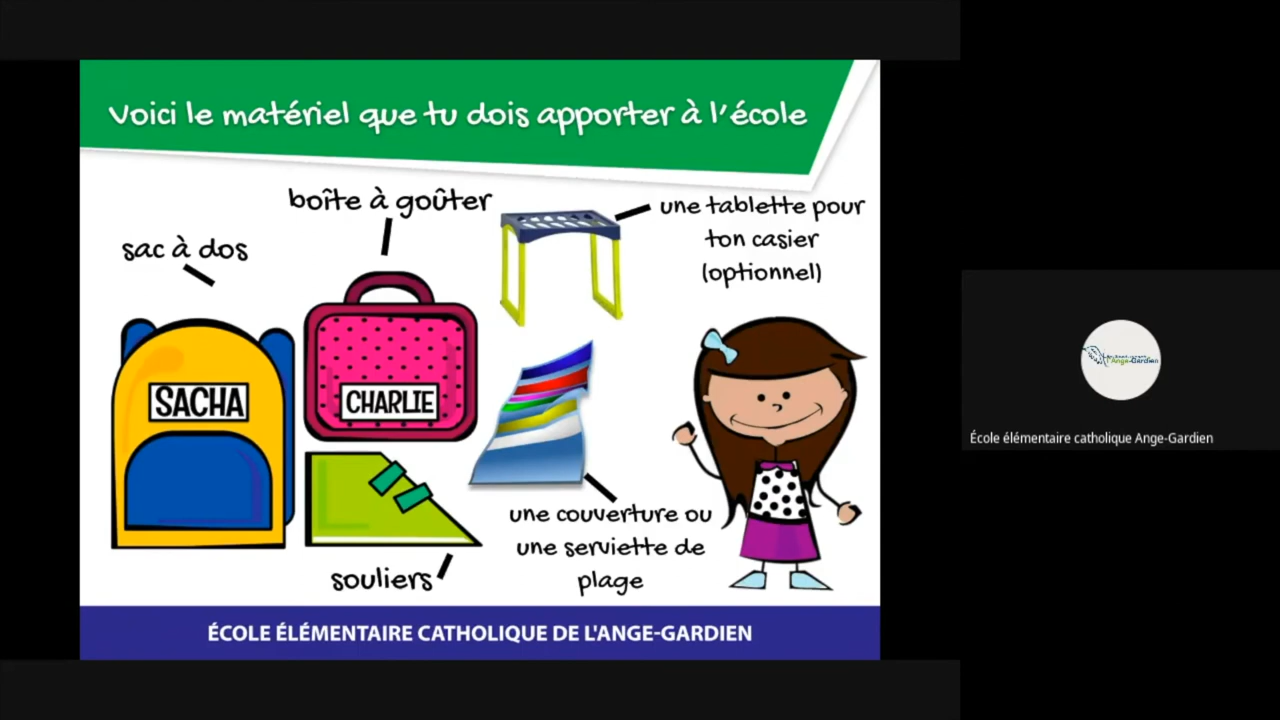 Voici le matériel que tu dois apporter à l'école
boîte à goûter
sac à dos
une tablette pour
ton casier
(optionnel)
SACHA
CHARLIE
une couverture ou
une serviette de
plage
souliers
ÉCOLE ÉLÉMENTAIRE CATHOLIQUE DE L'ANGE-GARDIEN
l'Ange-Gardien
École élémentaire catholique Ange-Gardien